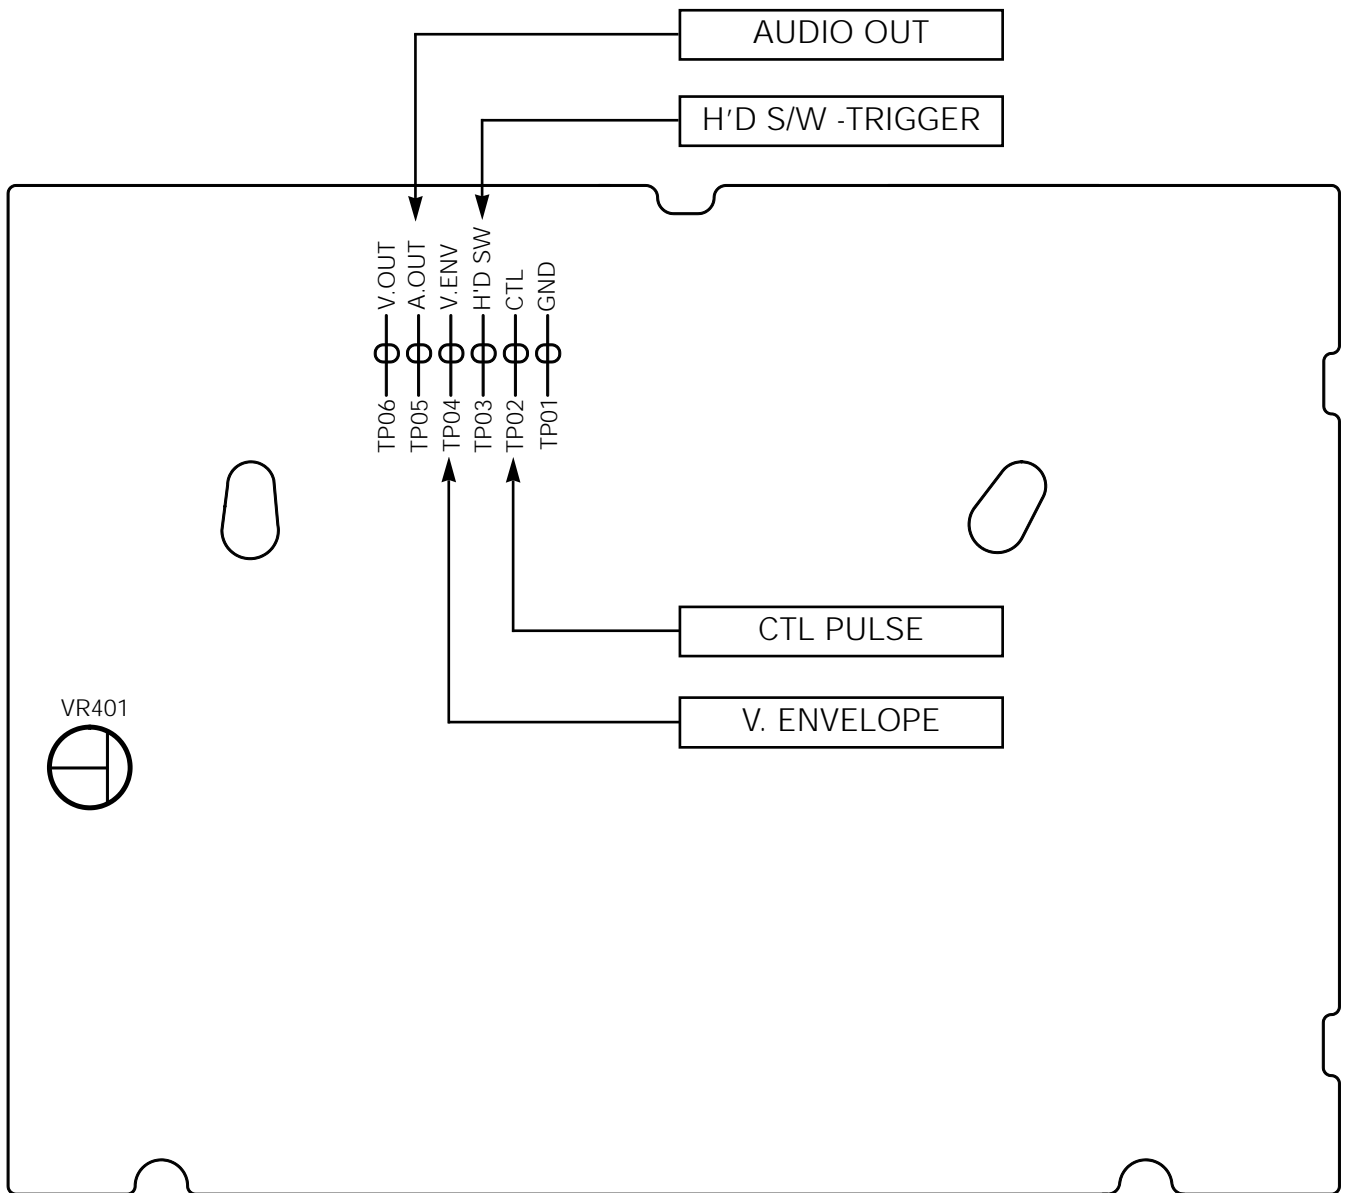 AUDIO OUT
H'D S/W -TRIGGER
V.OUT
A.OUT
V.ENV
H'D SW
CTL
GND
TP06
TP05
TP04
TP03
TP02
TP01
CTL PULSE
VR401
V. ENVELOPE